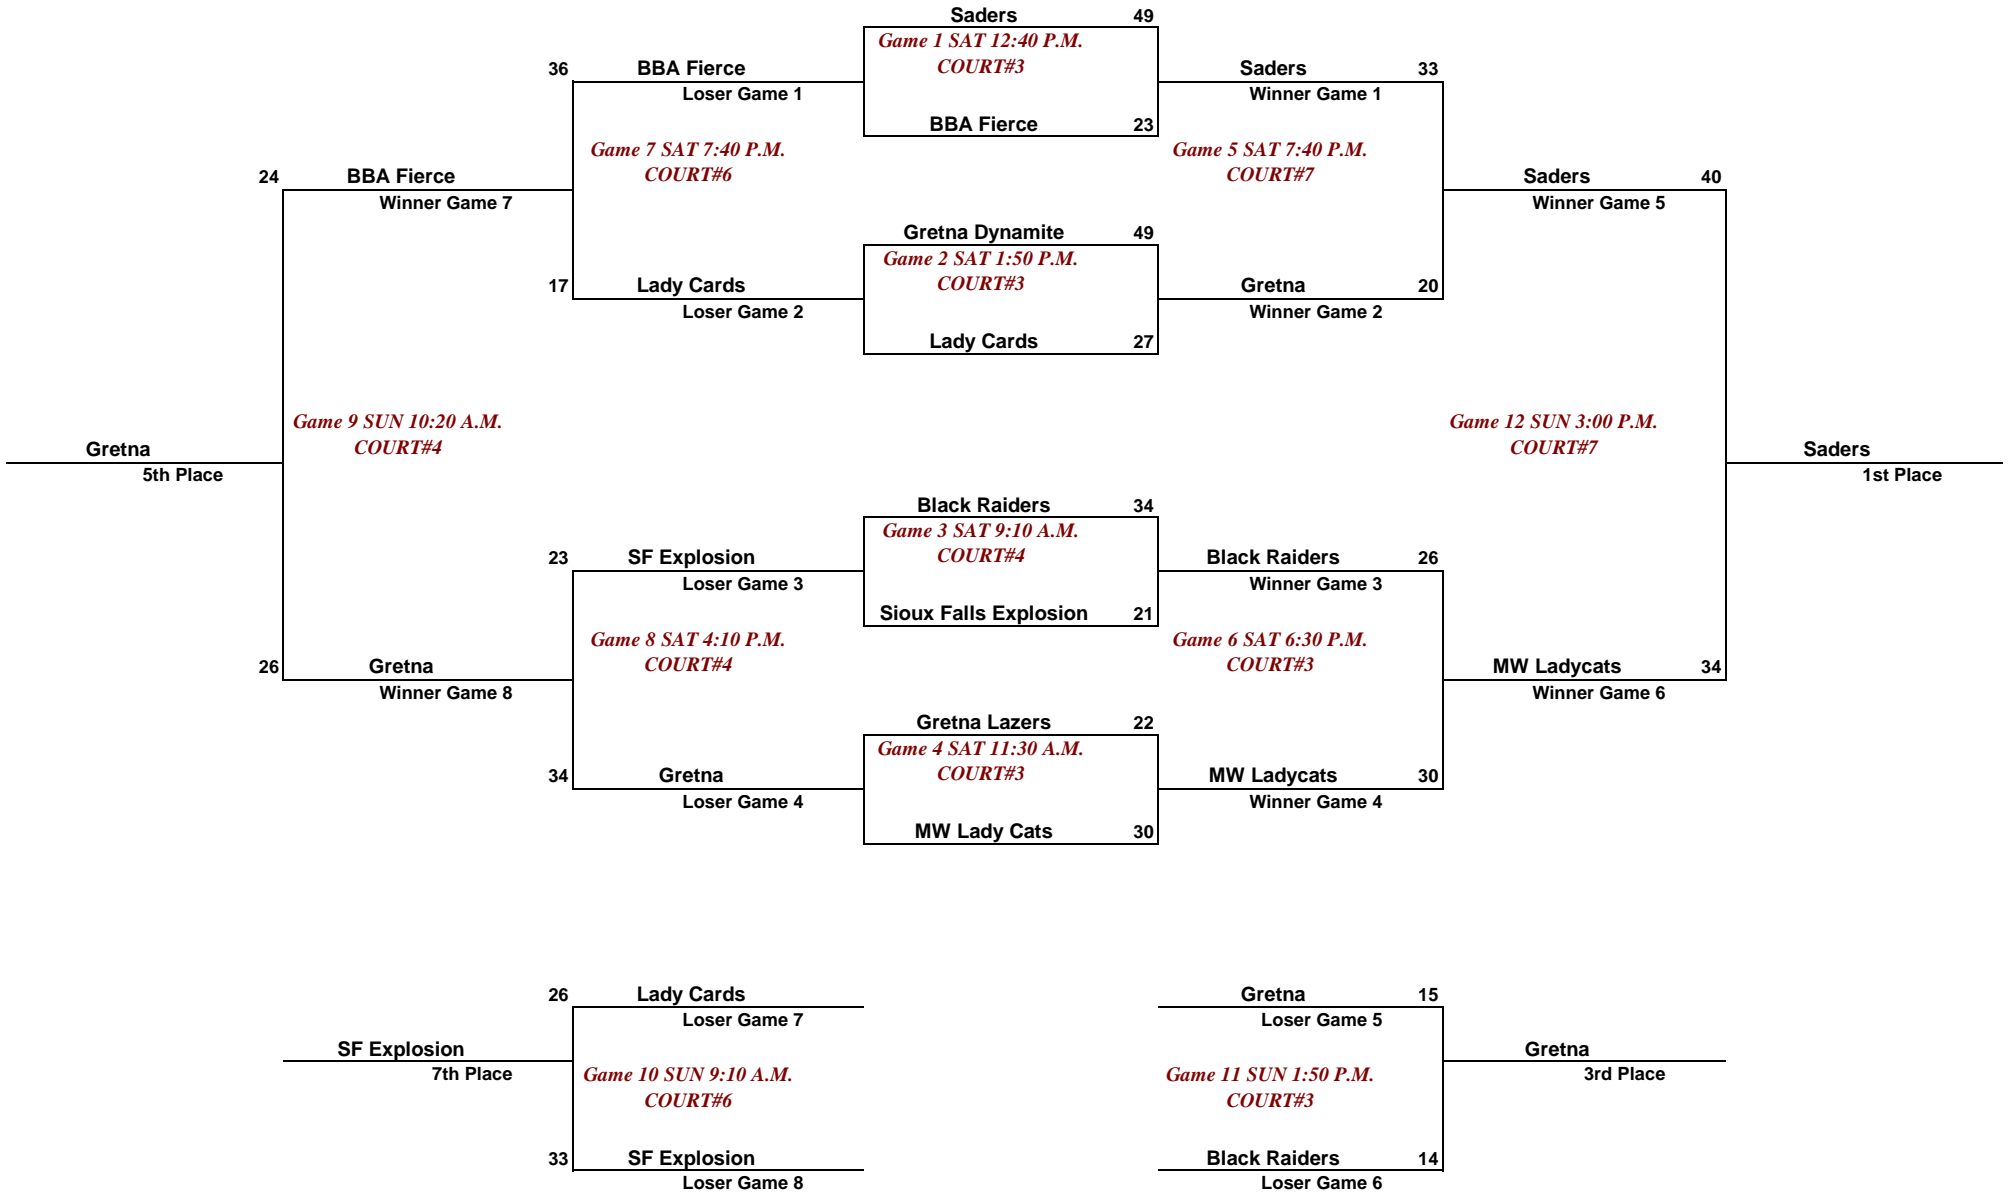 Saders 49
Game 1 SAT 12:40 P.M.
36 BBA Fierce COURT#3 Saders 33
Loser Game 1 Winner Game 1
BBA Fierce 23
Game 7 SAT 7:40 P.M. Game 5 SAT 7:40 P.M.
24 BBA Fierce COURT#6 COURT#7 Saders 40
Winner Game 7 Winner Game 5
Gretna Dynamite 49
Game 2 SAT 1:50 P.M.
17 Lady Cards COURT#3 Gretna 20
Loser Game 2 Winner Game 2
Lady Cards 27
Game 9 SUN 10:20 A.M. Game 12 SUN 3:00 P.M.
Gretna COURT#4 COURT#7 Saders
5th Place 1st Place
Black Raiders 34
Game 3 SAT 9:10 A.M.
23 SF Explosion COURT#4 Black Raiders 26
Loser Game 3 Winner Game 3
Sioux Falls Explosion 21
Game 8 SAT 4:10 P.M. Game 6 SAT 6:30 P.M.
26 Gretna COURT#4 COURT#3 MW Ladycats 34
Winner Game 8 Winner Game 6
Gretna Lazers 22
Game 4 SAT 11:30 A.M.
34 Gretna COURT#3 MW Ladycats 30
Loser Game 4 Winner Game 4
MW Lady Cats 30
26 Lady Cards Gretna 15
Loser Game 7 Loser Game 5
SF Explosion Gretna
7th Place Game 10 SUN 9:10 A.M. Game 11 SUN 1:50 P.M. 3rd Place
COURT#6 COURT#3
33 SF Explosion Black Raiders 14
Loser Game 8 Loser Game 6